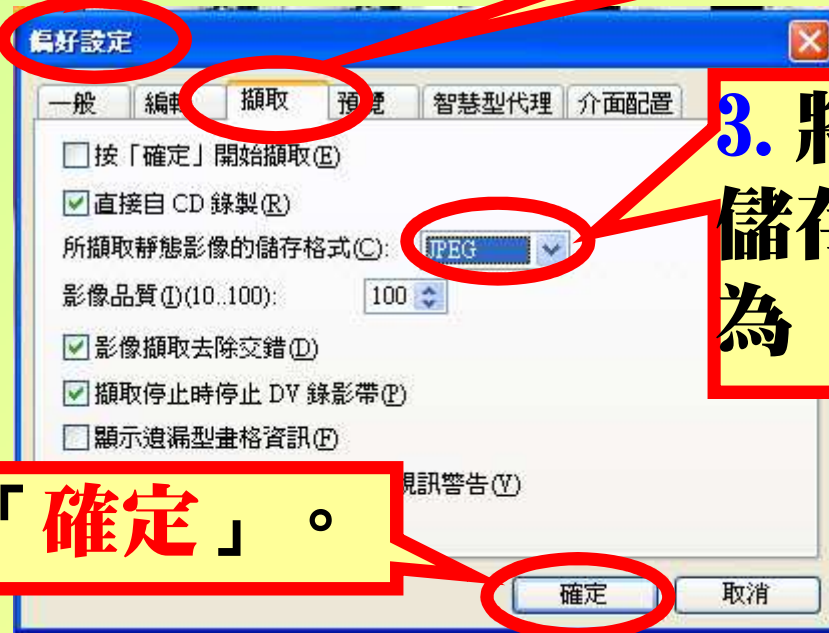 偏好設定
一般 編輯 擷取 預覽 智慧型代理 介面配置
按「確定」開始擷取(E)
直接自 CD 錄製(R)
所擷取靜態影像的儲存格式(C): JPEG
影像品質(I)(10..100): 100
影像擷取去除交錯(D)
擷取停止時停止 DV 錄影帶(P)
顯示遺漏型畫格資訊(F)
視訊警告(V)
3. 將
儲存
為
「確定」。
確定 取消